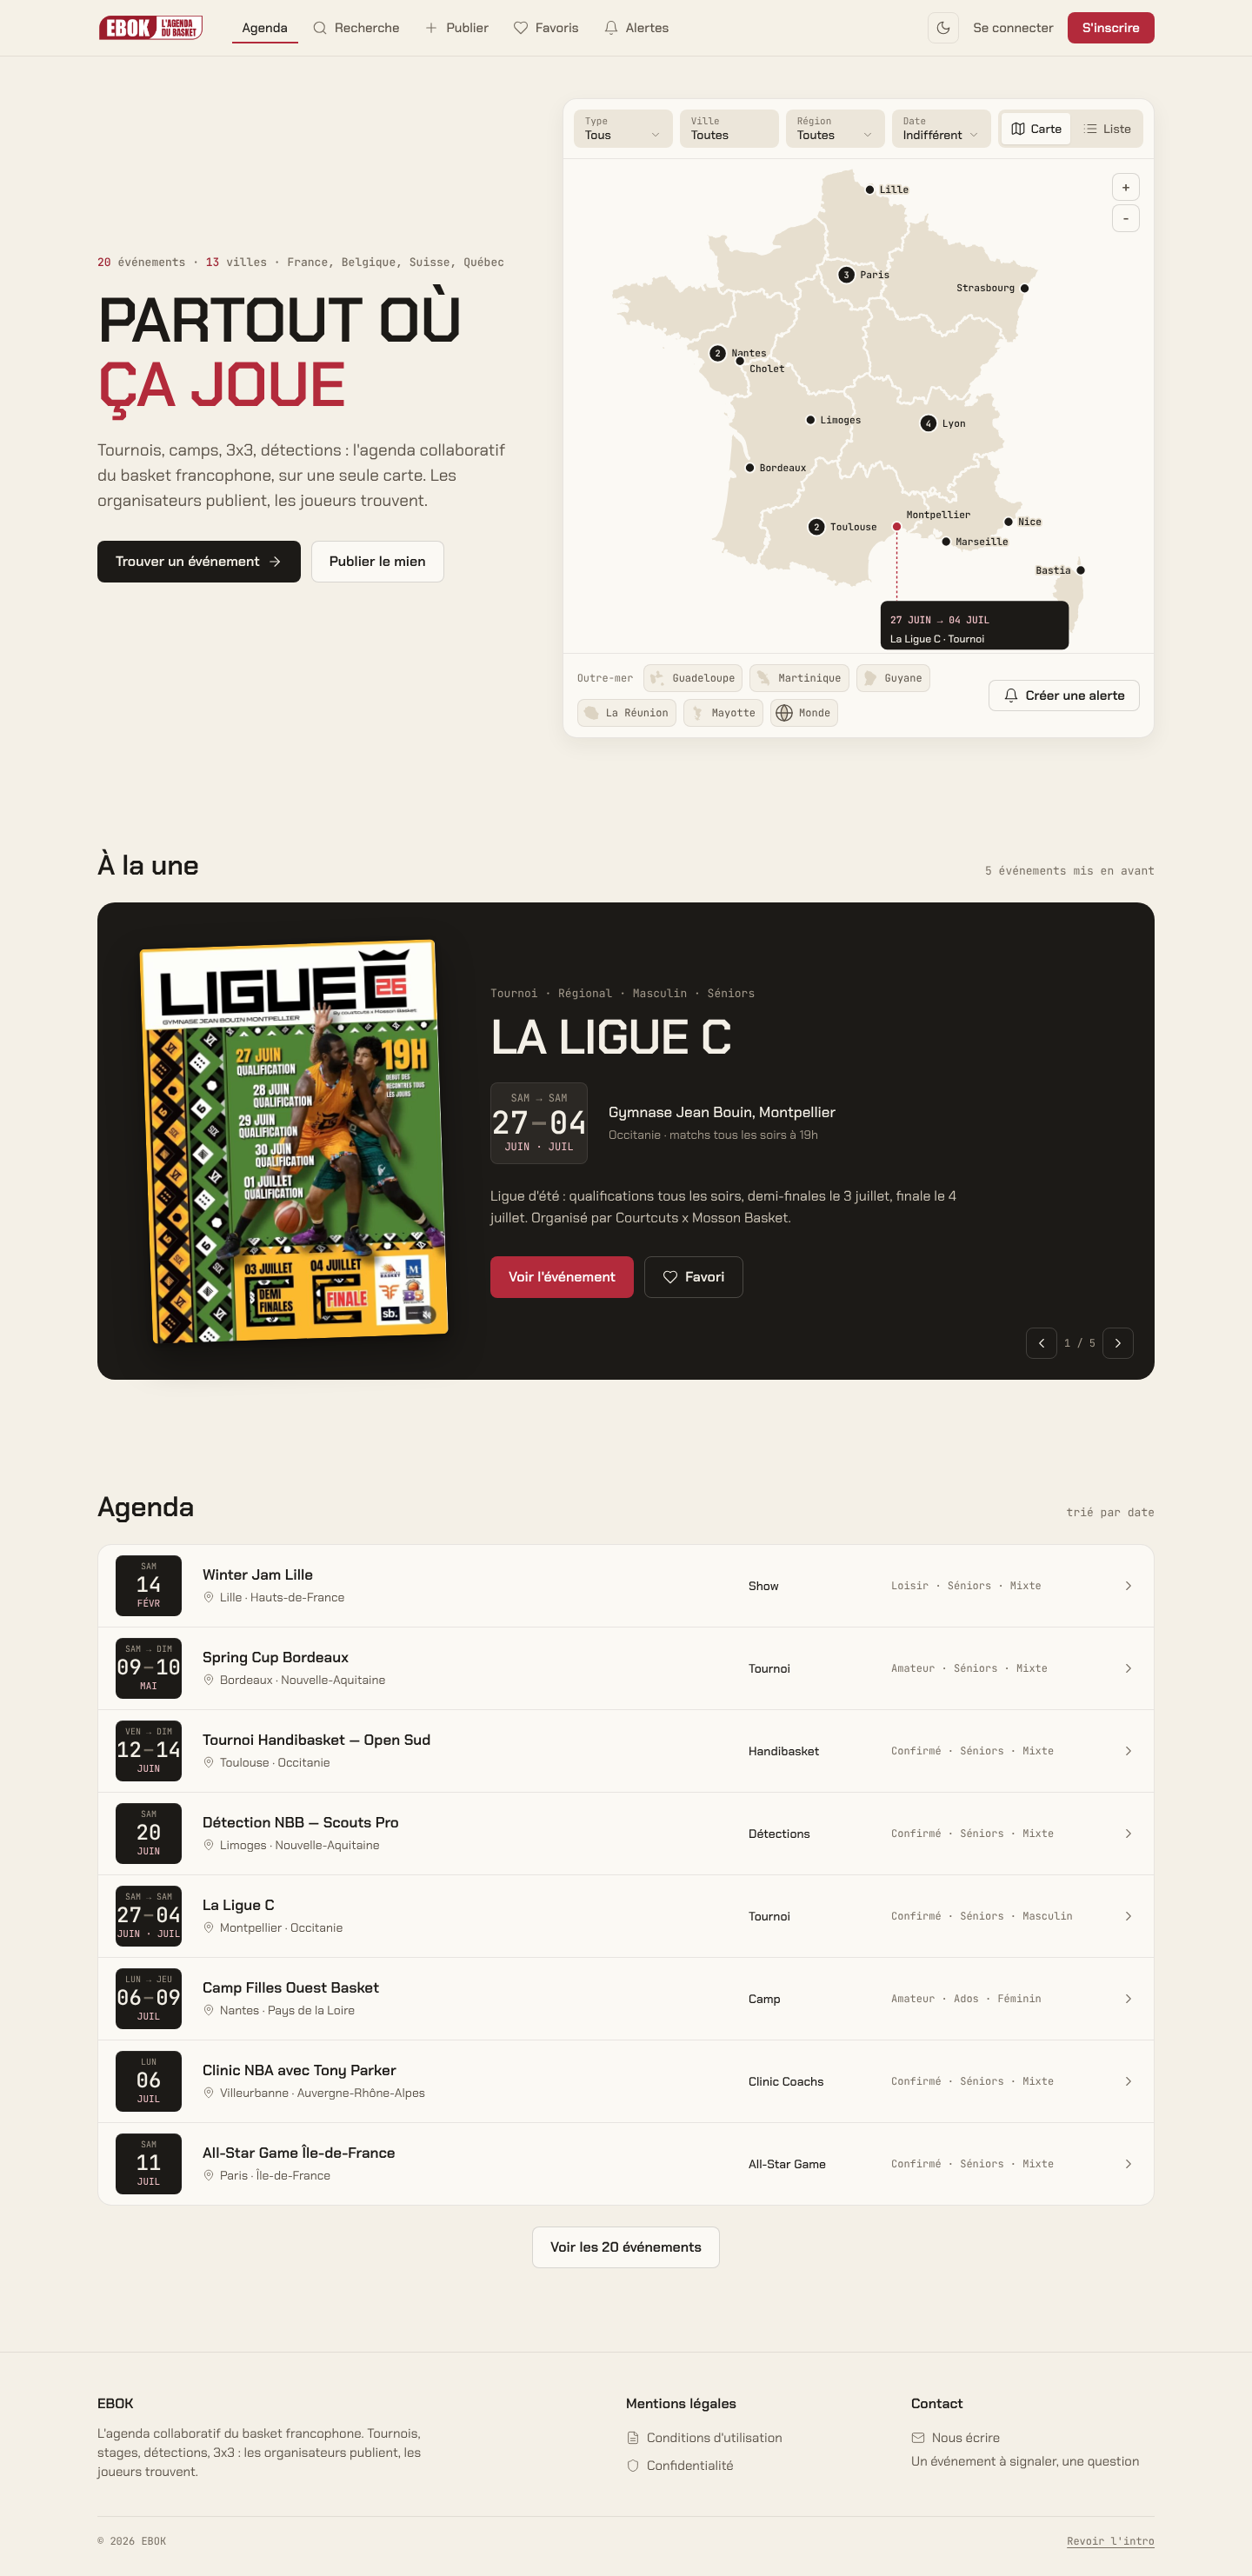 EBOK L'AGENDA
DU BASKET
Agenda
Recherche
Publier
Favoris
Alertes
Se connecter
S'inscrire
20 événements · 13 villes · France, Belgique, Suisse, Québec
PARTOUT OÙ
ÇA JOUE
Tournois, camps, 3x3, détections : l'agenda collaboratif
du basket francophone, sur une seule carte. Les
organisateurs publient, les joueurs trouvent.
Trouver un événement
Publier le mien
Type
Tous
Ville
Toutes
Région
Toutes
Date
Indifférent
Carte
Liste
+
-
Lille
3 Paris
Strasbourg
2 Nantes
Cholet
Limoges
4 Lyon
Bordeaux
Montpellier
2 Toulouse
Nice
Marseille
Bastia
27 JUIN → 04 JUIL
La Ligue C · Tournoi
Outre-mer
Guadeloupe
Martinique
Guyane
La Réunion
Mayotte
Monde
Créer une alerte
À la une
5 événements mis en avant
LIGUE C
26
GYMNASE JEAN BOUIN MONTPELLIER
By courtcuts x Mosson Basket
27 JUIN
QUALIFICATION
19H
DEBUT DES
RENCONTRES TOUS
LES JOURS
28 JUIN
QUALIFICATION
29 JUIN
QUALIFICATION
30 JUIN
QUALIFICATION
01 JUILLET
QUALIFICATION
03 JUILLET
DEMI
FINALES
04 JUILLET
FINALE
sb.
Tournoi · Régional · Masculin · Séniors
LA LIGUE C
SAM → SAM
27–04
JUIN · JUIL
Gymnase Jean Bouin, Montpellier
Occitanie · matchs tous les soirs à 19h
Ligue d'été : qualifications tous les soirs, demi-finales le 3 juillet, finale le 4
juillet. Organisé par Courtcuts x Mosson Basket.
Voir l'événement
Favori
1 / 5
Agenda
trié par date
SAM
14
FÉVR
Winter Jam Lille
Lille · Hauts-de-France
Show
Loisir · Séniors · Mixte
SAM → DIM
09–10
MAI
Spring Cup Bordeaux
Bordeaux · Nouvelle-Aquitaine
Tournoi
Amateur · Séniors · Mixte
VEN → DIM
12–14
JUIN
Tournoi Handibasket — Open Sud
Toulouse · Occitanie
Handibasket
Confirmé · Séniors · Mixte
SAM
20
JUIN
Détection NBB — Scouts Pro
Limoges · Nouvelle-Aquitaine
Détections
Confirmé · Séniors · Mixte
SAM → SAM
27–04
JUIN · JUIL
La Ligue C
Montpellier · Occitanie
Tournoi
Confirmé · Séniors · Masculin
LUN → JEU
06–09
JUIL
Camp Filles Ouest Basket
Nantes · Pays de la Loire
Camp
Amateur · Ados · Féminin
LUN
06
JUIL
Clinic NBA avec Tony Parker
Villeurbanne · Auvergne-Rhône-Alpes
Clinic Coachs
Confirmé · Séniors · Mixte
SAM
11
JUIL
All-Star Game Île-de-France
Paris · Île-de-France
All-Star Game
Confirmé · Séniors · Mixte
Voir les 20 événements
EBOK
L'agenda collaboratif du basket francophone. Tournois,
stages, détections, 3x3 : les organisateurs publient, les
joueurs trouvent.
Mentions légales
Conditions d'utilisation
Confidentialité
Contact
Nous écrire
Un événement à signaler, une question
© 2026 EBOK
Revoir l'intro